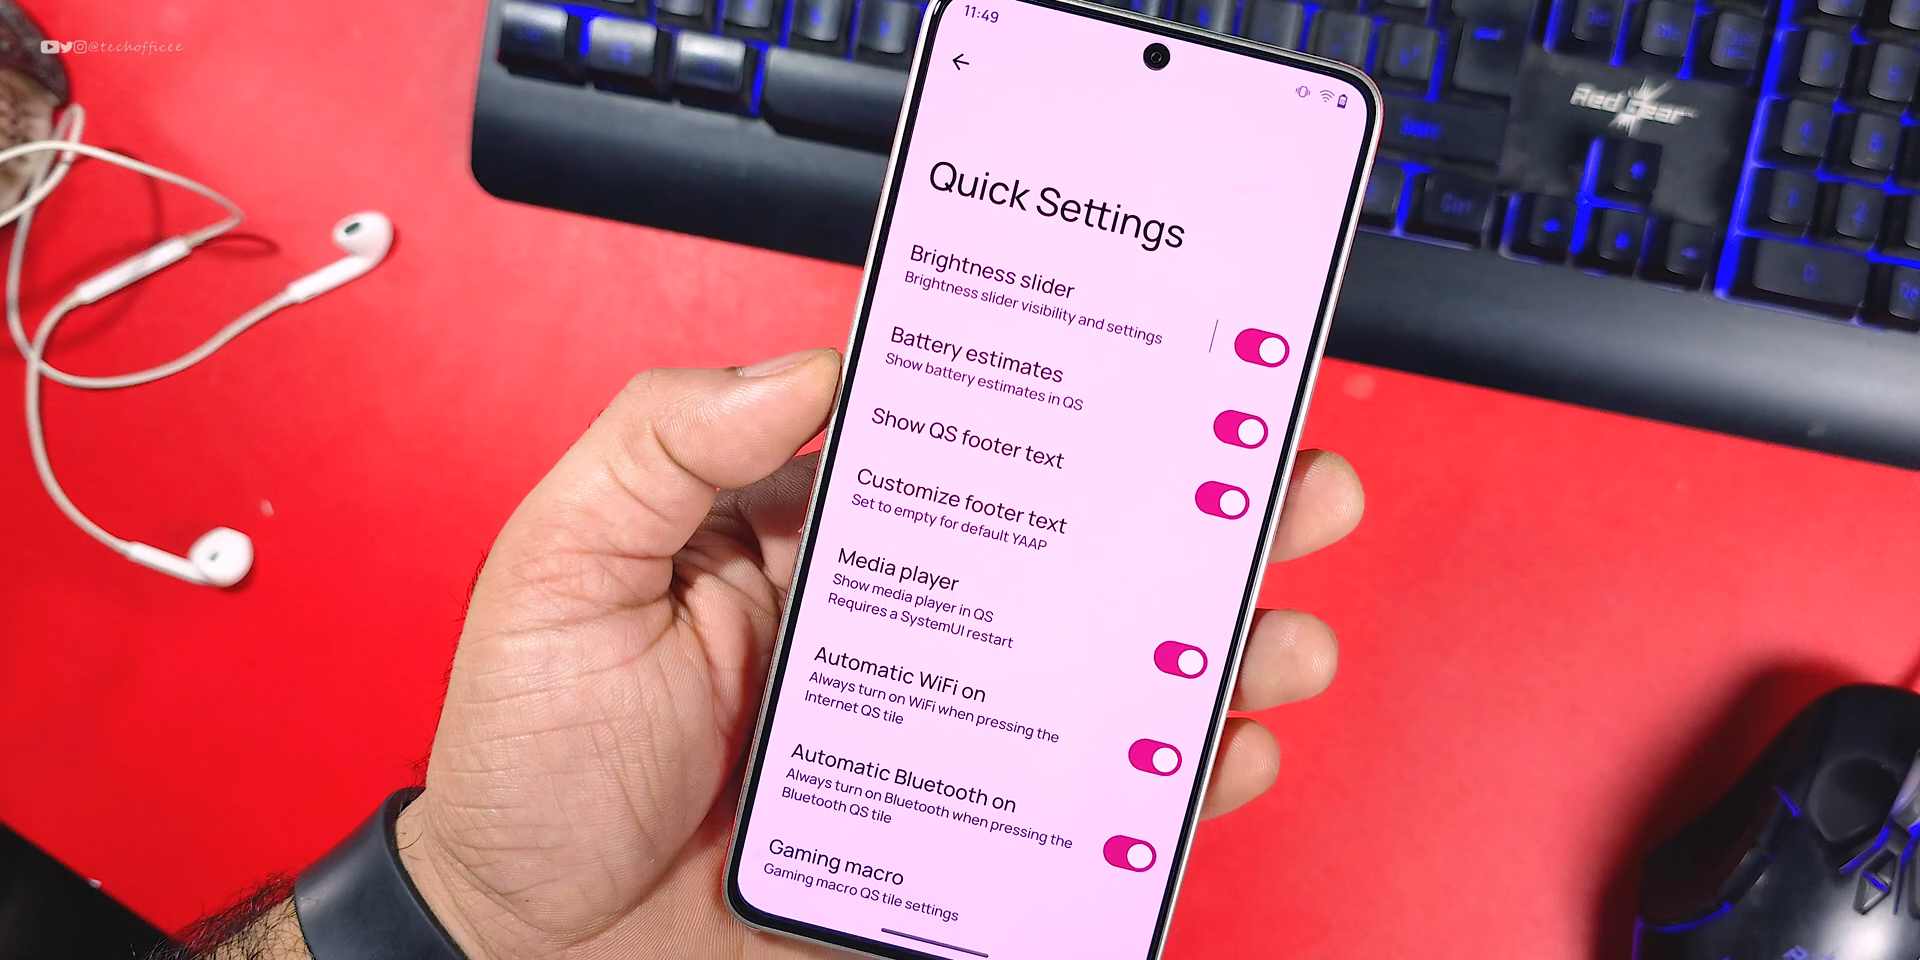 @techofficee
11:49
Red Gear
Quick Settings
Brightness slider
Brightness slider visibility and settings
Battery estimates
Show battery estimates in QS
Show QS footer text
Customize footer text
Set to empty for default YAAP
Media player
Show media player in QS
Requires a SystemUI restart
Automatic WiFi on
Always turn on WiFi when pressing the
Internet QS tile
Automatic Bluetooth on
Always turn on Bluetooth when pressing the
Bluetooth QS tile
Gaming macro
Gaming macro QS tile settings